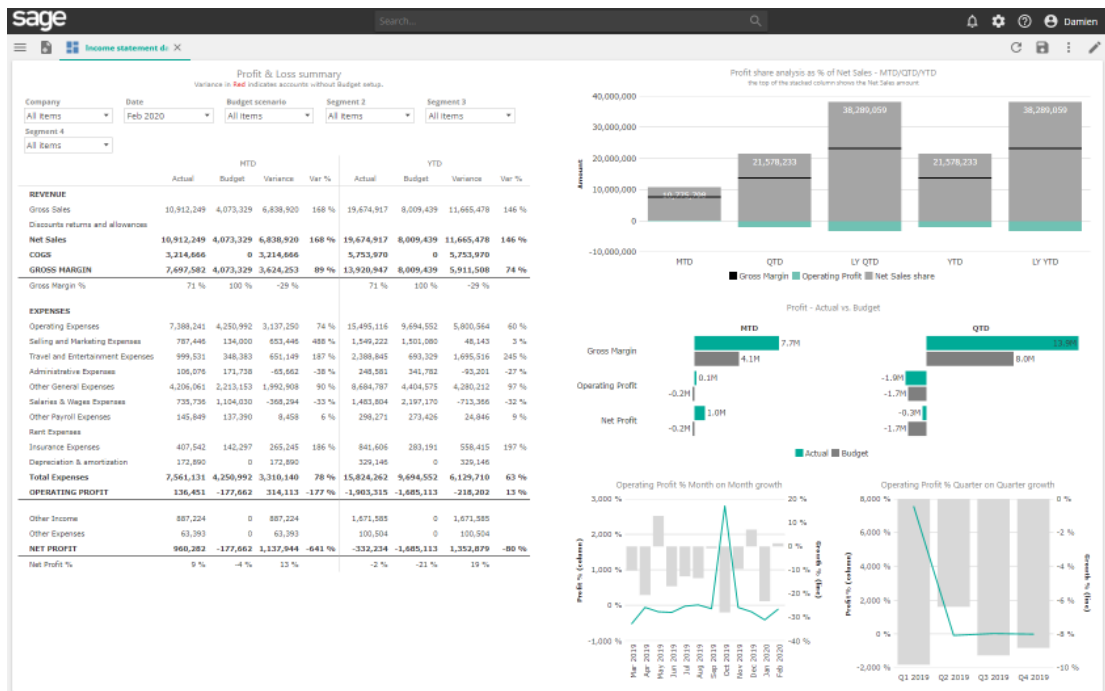 sage
Search...
Damien
Income statement da
Profit & Loss summary
Variance in Red indicates accounts without Budget setup.
Company Date Budget scenario Segment 2 Segment 3
All items Feb 2020 All items All items All items
Segment 4
All items
MTD YTD
Actual Budget Variance Var % Actual Budget Variance Var %
REVENUE
Gross Sales 10,912,249 4,073,329 6,838,920 168 % 19,674,917 8,009,439 11,665,478 146 %
Discounts returns and allowances
Net Sales 10,912,249 4,073,329 6,838,920 168 % 19,674,917 8,009,439 11,665,478 146 %
COGS 3,214,666 0 3,214,666 5,753,970 0 5,753,970
GROSS MARGIN 7,697,582 4,073,329 3,624,253 89 % 13,920,947 8,009,439 5,911,508 74 %
Gross Margin % 71 % 100 % -29 % 71 % 100 % -29 %
EXPENSES
Operating Expenses 7,388,241 4,250,992 3,137,250 74 % 15,495,116 9,694,552 5,800,564 60 %
Selling and Marketing Expenses 787,446 134,000 653,446 488 % 1,549,222 1,501,080 48,143 3 %
Travel and Entertainment Expenses 999,531 348,383 651,149 187 % 2,388,845 693,329 1,695,516 245 %
Administrative Expenses 106,076 171,738 -65,662 -38 % 248,581 341,782 -93,201 -27 %
Other General Expenses 4,206,061 2,213,153 1,992,908 90 % 8,684,787 4,404,575 4,280,212 97 %
Salaries & Wages Expenses 735,736 1,104,030 -368,294 -33 % 1,483,804 2,197,170 -713,366 -32 %
Other Payroll Expenses 145,849 137,390 8,458 6 % 298,271 273,426 24,846 9 %
Rent Expenses
Insurance Expenses 407,542 142,297 265,245 186 % 841,606 283,191 558,415 197 %
Depreciation & amortization 172,890 0 172,890 329,146 0 329,146
Total Expenses 7,561,131 4,250,992 3,310,140 78 % 15,824,262 9,694,552 6,129,710 63 %
OPERATING PROFIT 136,451 -177,662 314,113 -177 % -1,903,315 -1,685,113 -218,202 13 %
Other Income 887,224 0 887,224 1,671,585 0 1,671,585
Other Expenses 63,393 0 63,393 100,504 0 100,504
NET PROFIT 960,282 -177,662 1,137,944 -641 % -332,234 -1,685,113 1,352,879 -80 %
Net Profit % 9 % -4 % 13 % -2 % -21 % 19 %
Profit share analysis as % of Net Sales - MTD/QTD/YTD
the top of the stacked column shows the Net Sales amount
Amount
40,000,000
30,000,000
20,000,000
10,000,000
0
-10,000,000
21,578,233 38,289,059 21,578,233 38,289,059
MTD QTD LY QTD YTD LY YTD
Gross Margin Operating Profit Net Sales share
Profit - Actual vs. Budget
MTD QTD
Gross Margin 7.7M 4.1M 13.9M 8.0M
Operating Profit 0.1M -0.2M -1.9M -1.7M
Net Profit 1.0M -0.2M -0.3M -1.7M
Actual Budget
Operating Profit % Month on Month growth
Profit % (column)
3,000 %
2,000 %
1,000 %
0 %
-1,000 %
20 %
10 %
0 %
-10 %
-20 %
-30 %
-40 %
Growth % (line)
Mar 2019 Apr 2019 May 2019 Jun 2019 Jul 2019 Aug 2019 Sep 2019 Oct 2019 Nov 2019 Dec 2019 Jan 2020 Feb 2020
Operating Profit % Quarter on Quarter growth
Profit % (column)
8,000 %
6,000 %
4,000 %
2,000 %
0 %
-2,000 %
0 %
-2 %
-4 %
-6 %
-8 %
-10 %
Growth % (line)
Q1 2019 Q2 2019 Q3 2019 Q4 2019